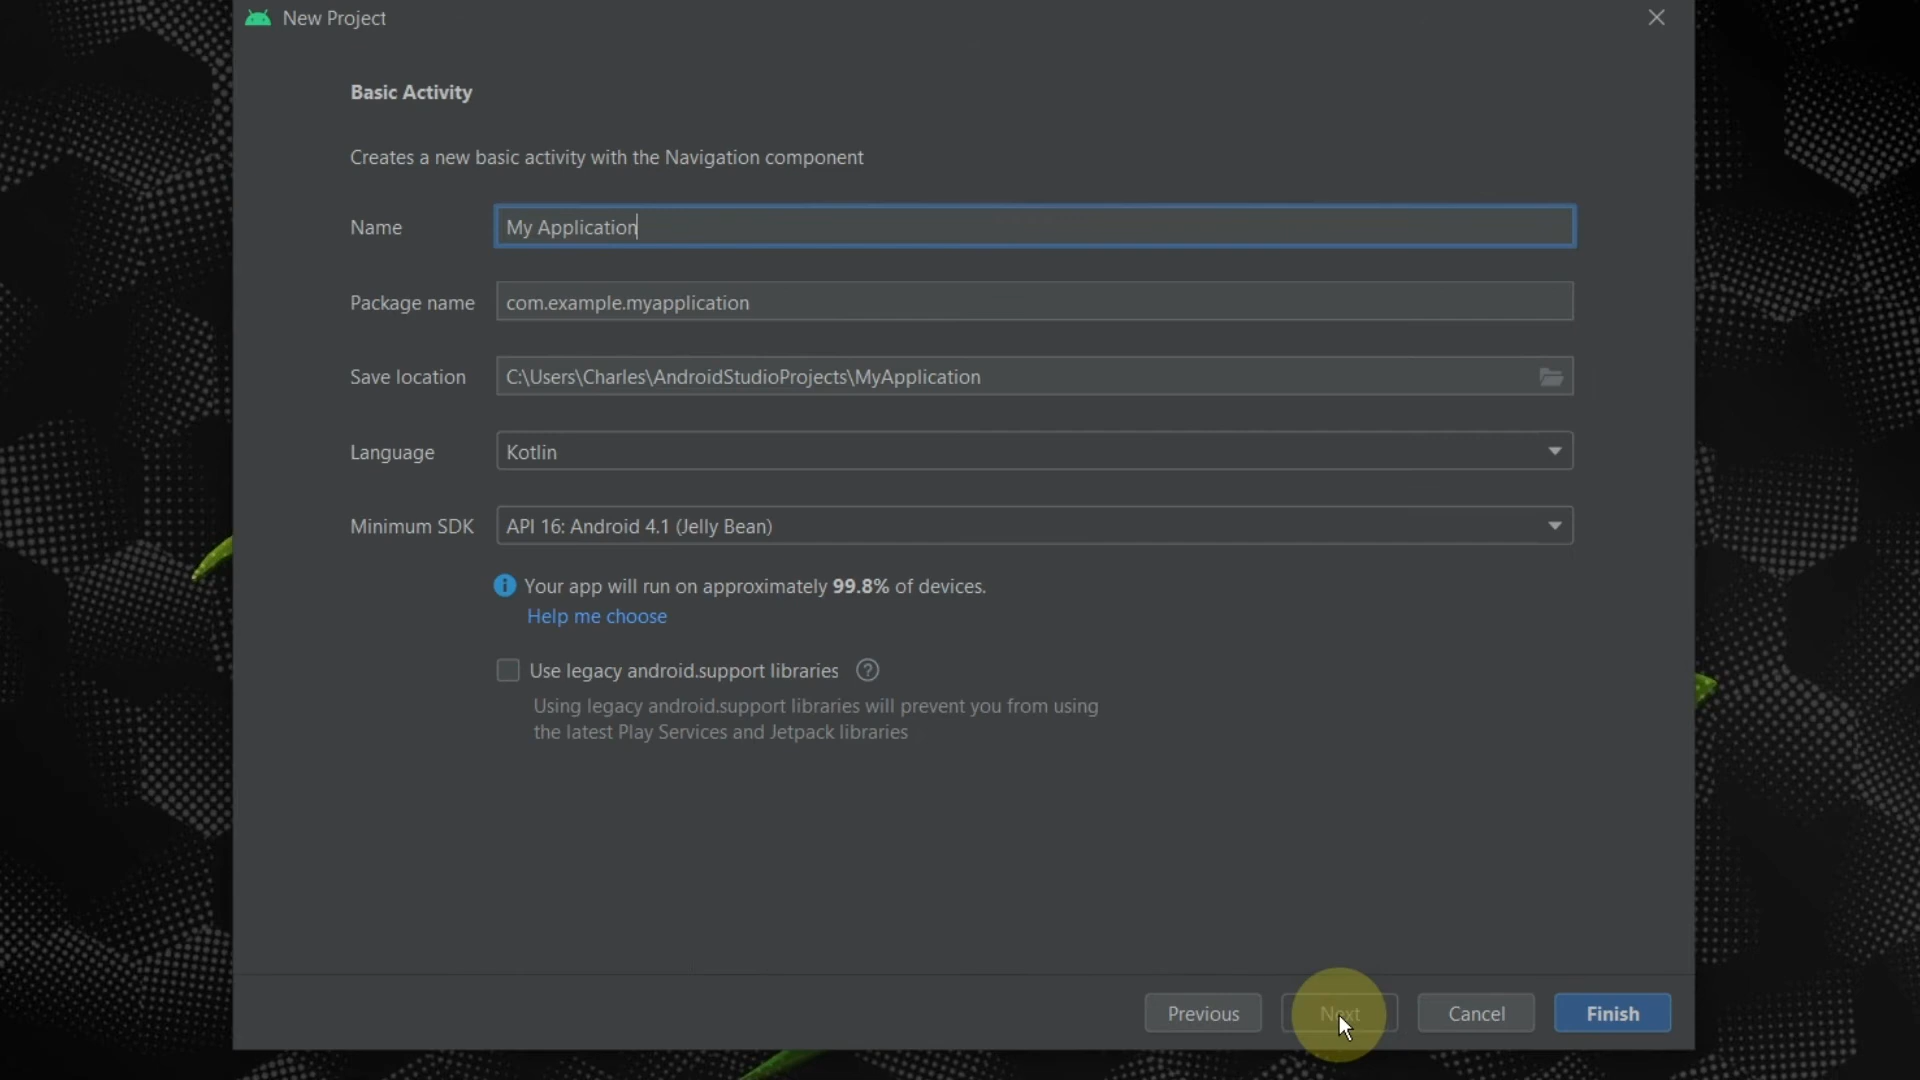 New Project
Basic Activity
Creates a new basic activity with the Navigation component
Name
My Application
Package name
com.example.myapplication
Save location
C:\Users\Charles\AndroidStudioProjects\MyApplication
Language
Kotlin
Minimum SDK
API 16: Android 4.1 (Jelly Bean)
Your app will run on approximately 99.8% of devices.
Help me choose
Use legacy android.support libraries
Using legacy android.support libraries will prevent you from using
the latest Play Services and Jetpack libraries
Previous
Next
Cancel
Finish